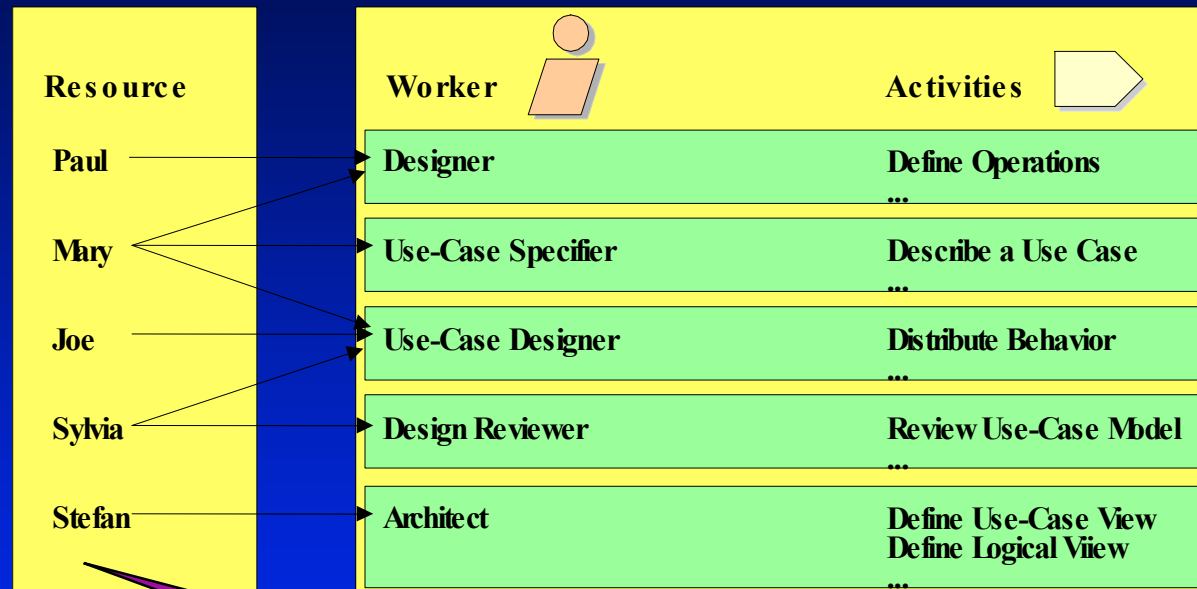 Resource Worker Activities
Paul Designer Define Operations
...
Mary Use-Case Specifier Describe a Use Case
...
Joe Use-Case Designer Distribute Behavior
...
Sylvia Design Reviewer Review Use-Case Model
...
Stefan Architect Define Use-Case View
Define Logical Viiew
...